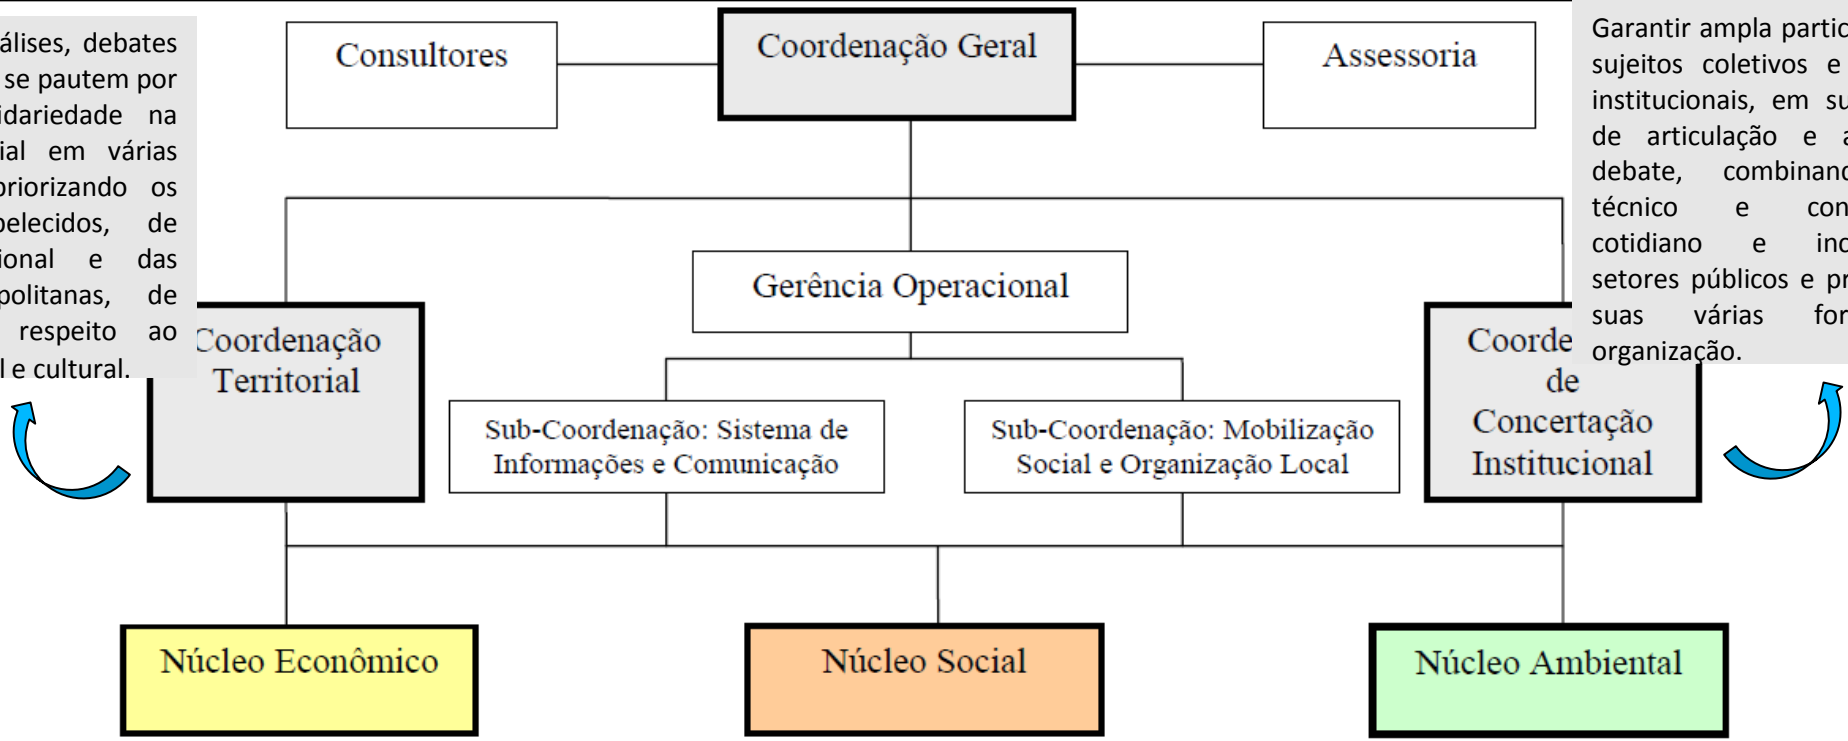 álises, debates
se pautem por
idariedade na
ial em várias
priorizando os
belecidos, de
ional e das
politanas, de
respeito ao
l e cultural.
Consultores
Coordenação Geral
Assessoria
Garantir ampla partic
sujeitos coletivos e
institucionais, em su
de articulação e a
debate, combinand
técnico e con
cotidiano e inc
setores públicos e pr
suas várias for
organização.
Gerência Operacional
Coordenação
Territorial
Sub-Coordenação: Sistema de
Informações e Comunicação
Sub-Coordenação: Mobilização
Social e Organização Local
Coorde
de
Concertação
Institucional
Núcleo Econômico
Núcleo Social
Núcleo Ambiental